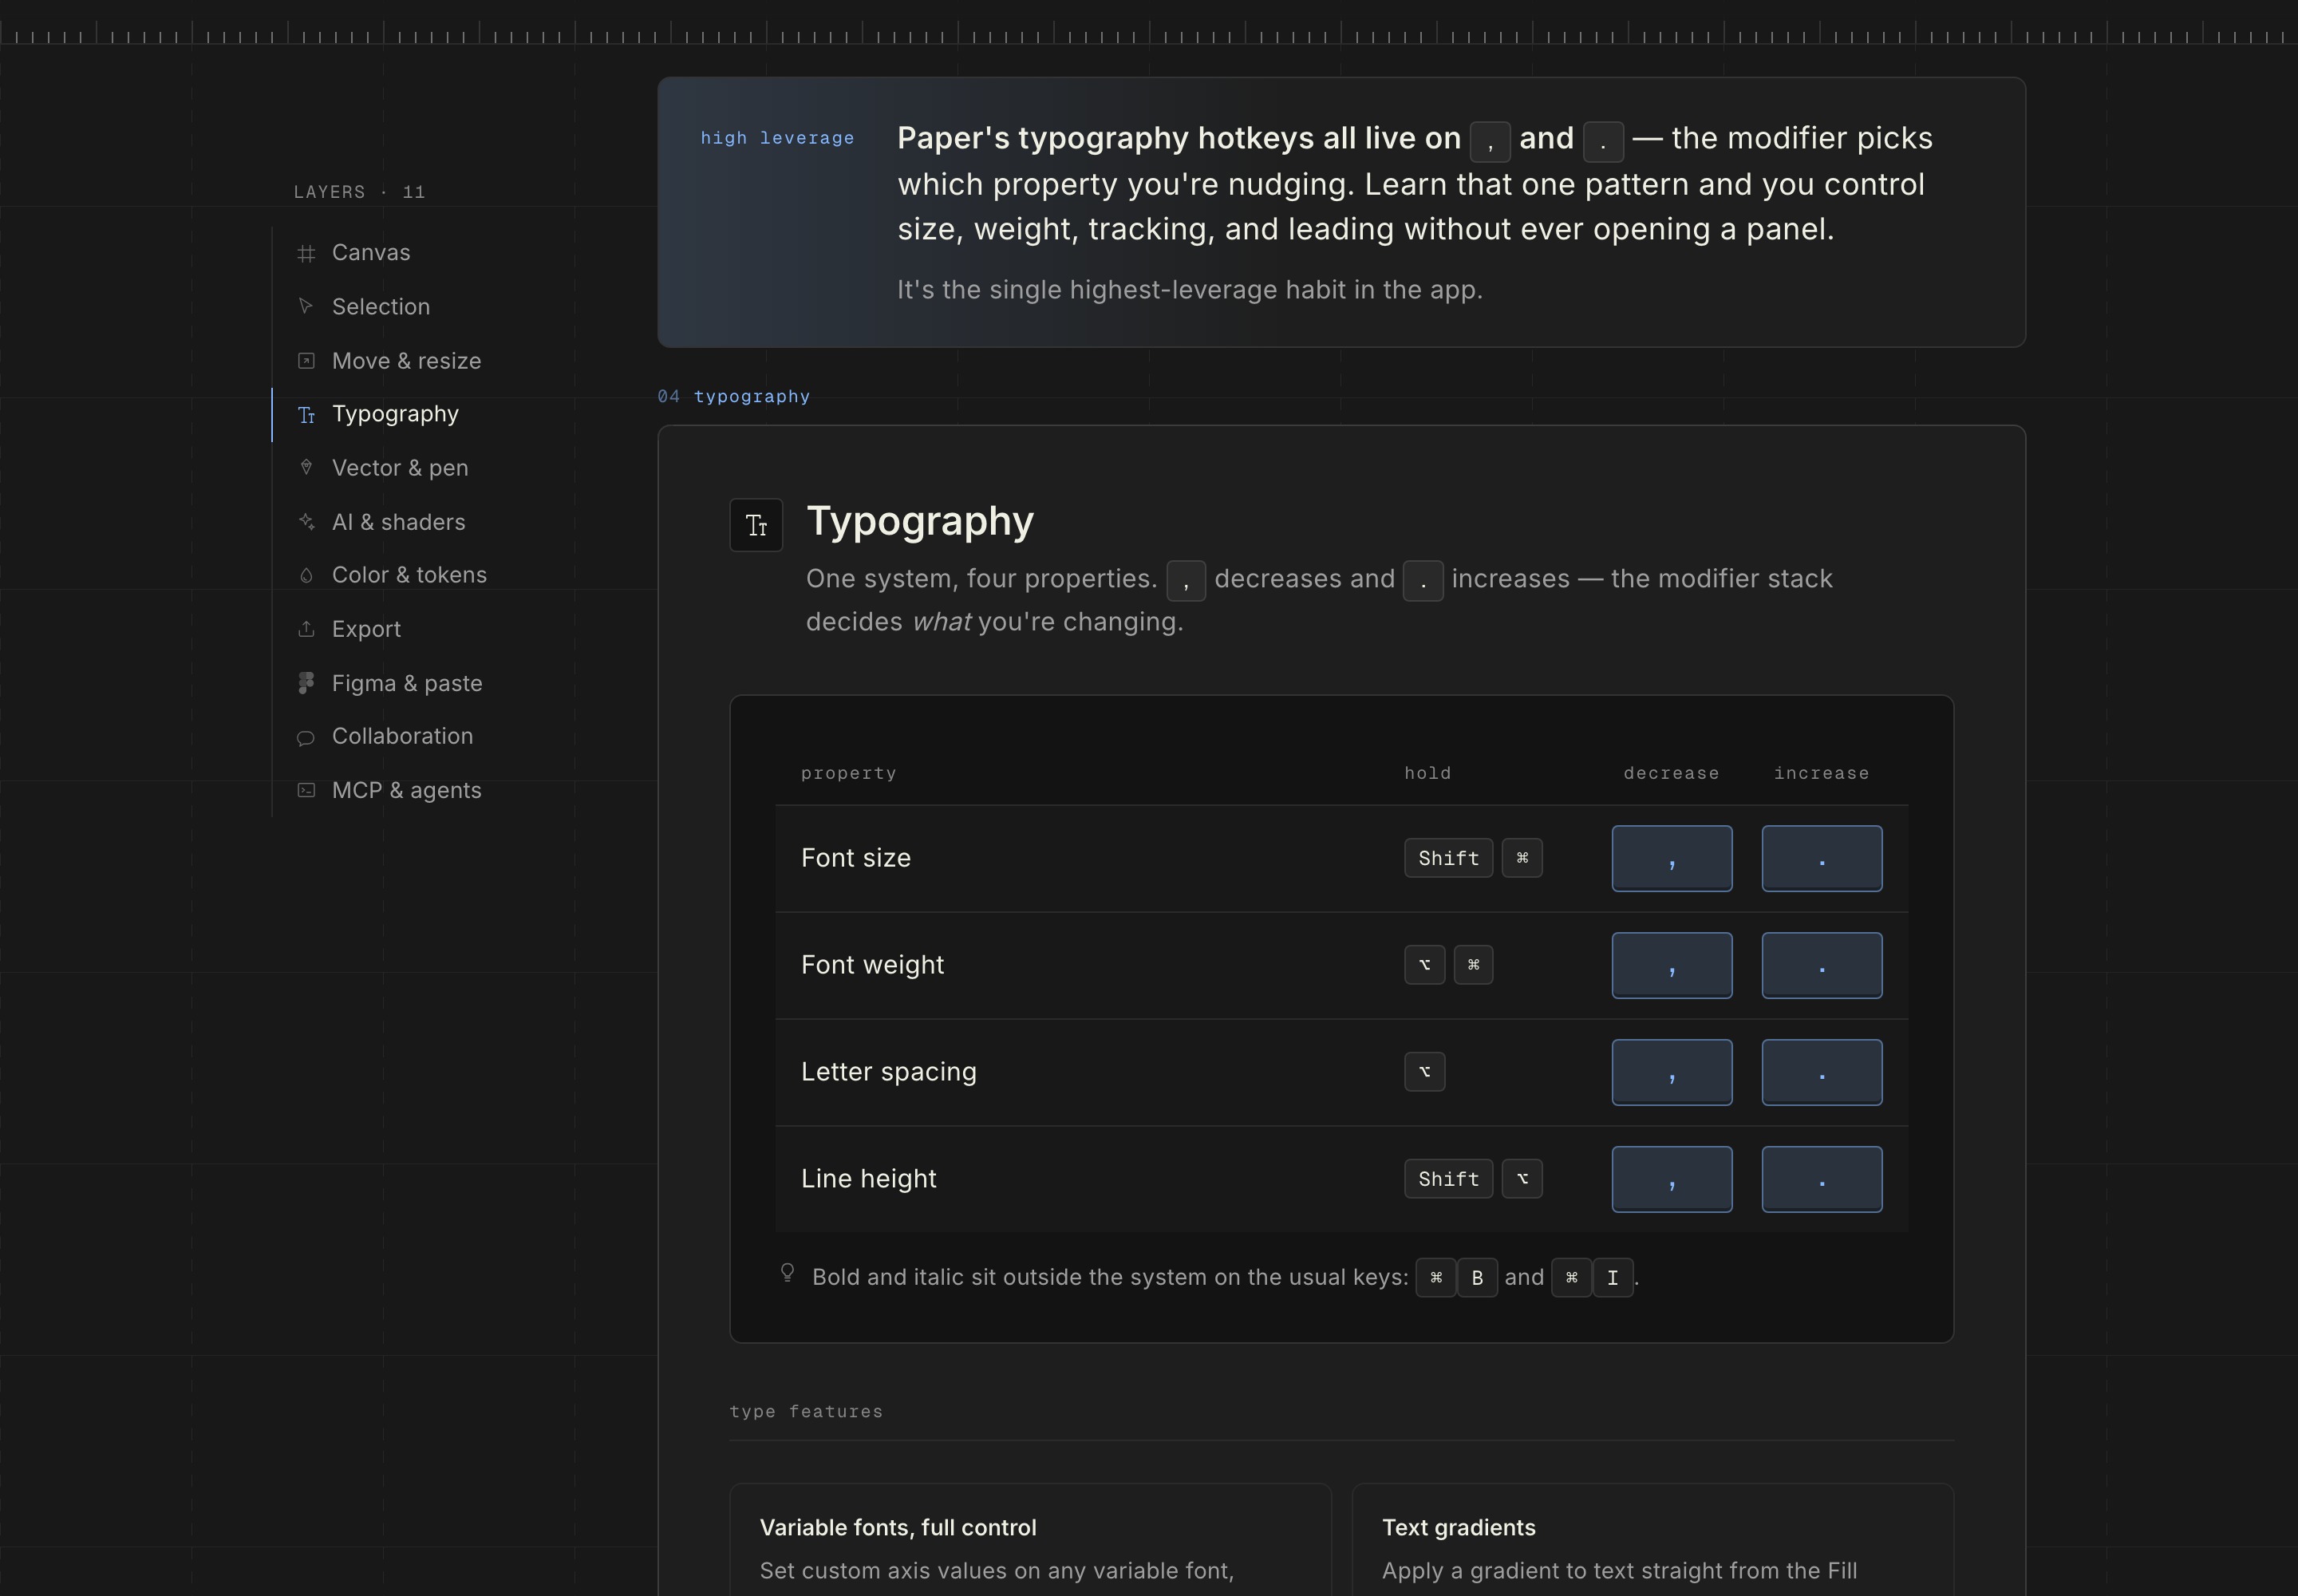 LAYERS · 11
Canvas
Selection
Move & resize
Typography
Vector & pen
AI & shaders
Color & tokens
Export
Figma & paste
Collaboration
MCP & agents
high leverage
Paper's typography hotkeys all live on , and . — the modifier picks
which property you're nudging. Learn that one pattern and you control
size, weight, tracking, and leading without ever opening a panel.
It's the single highest-leverage habit in the app.
04 typography
Typography
One system, four properties. , decreases and . increases — the modifier stack
decides what you're changing.
property hold decrease increase
Font size Shift ⌘ , .
Font weight ⌥ ⌘ , .
Letter spacing ⌥ , .
Line height Shift ⌥ , .
Bold and italic sit outside the system on the usual keys: ⌘ B and ⌘ I.
type features
Variable fonts, full control
Set custom axis values on any variable font,
Text gradients
Apply a gradient to text straight from the Fill